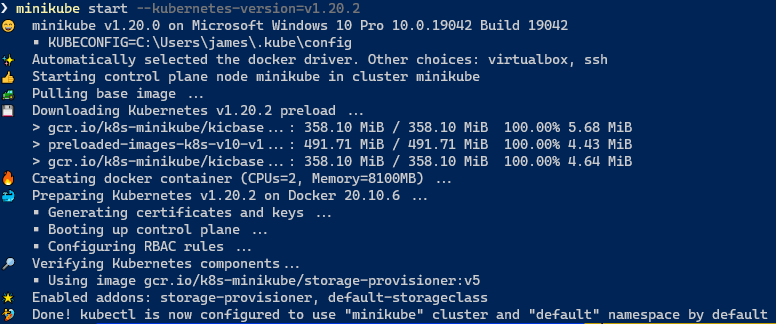 ❯ minikube start --kubernetes-version=v1.20.2
😄 minikube v1.20.0 on Microsoft Windows 10 Pro 10.0.19042 Build 19042
▪ KUBECONFIG=C:\Users\james\.kube\config
✨ Automatically selected the docker driver. Other choices: virtualbox, ssh
👍 Starting control plane node minikube in cluster minikube
🚜 Pulling base image ...
💾 Downloading Kubernetes v1.20.2 preload ...
> gcr.io/k8s-minikube/kicbase...: 358.10 MiB / 358.10 MiB 100.00% 5.68 MiB
> preloaded-images-k8s-v10-v1...: 491.71 MiB / 491.71 MiB 100.00% 4.43 MiB
> gcr.io/k8s-minikube/kicbase...: 358.10 MiB / 358.10 MiB 100.00% 4.64 MiB
🔥 Creating docker container (CPUs=2, Memory=8100MB) ...
🐳 Preparing Kubernetes v1.20.2 on Docker 20.10.6 ...
▪ Generating certificates and keys ...
▪ Booting up control plane ...
▪ Configuring RBAC rules ...
🔎 Verifying Kubernetes components...
▪ Using image gcr.io/k8s-minikube/storage-provisioner:v5
🌟 Enabled addons: storage-provisioner, default-storageclass
🏄 Done! kubectl is now configured to use "minikube" cluster and "default" namespace by default